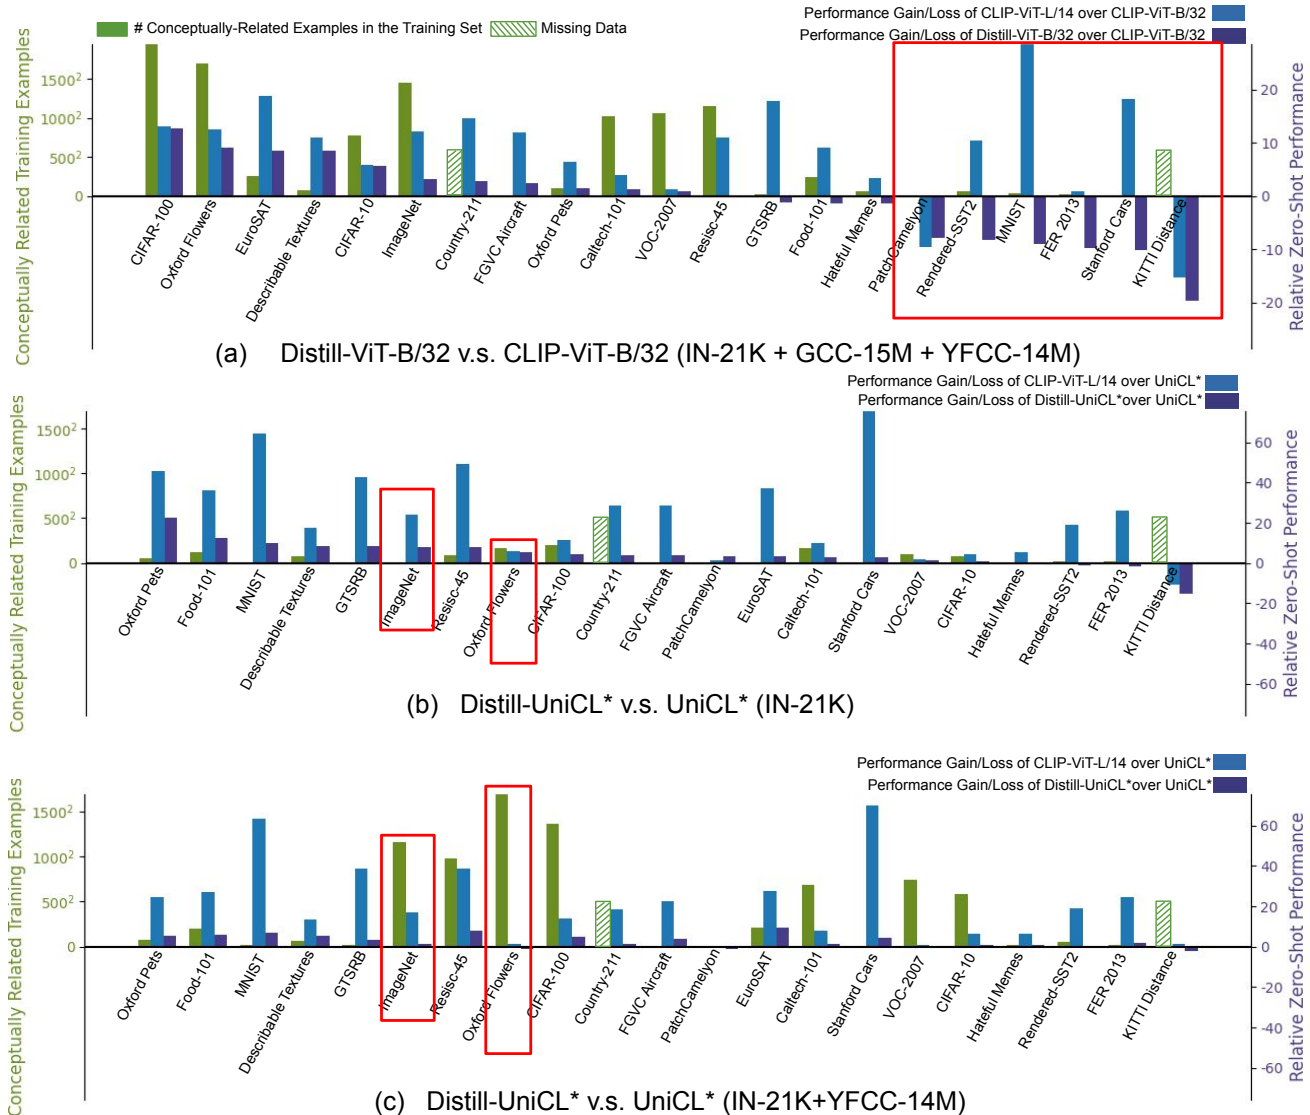 Performance Gain/Loss of CLIP-ViT-L/14 over CLIP-ViT-B/32
# Conceptually-Related Examples in the Training Set
Missing Data
Performance Gain/Loss of Distill-ViT-B/32 over CLIP-ViT-B/32
Conceptually Related Training Examples
1500²
1000²
500²
0
20
10
0
-10
-20
Relative Zero-Shot Performance
CIFAR-100
Oxford Flowers
EuroSAT
Describable Textures
CIFAR-10
ImageNet
Country-211
FGVC Aircraft
Oxford Pets
Caltech-101
VOC-2007
Resisc-45
GTSRB
Food-101
Hateful Memes
PatchCamelyon
Rendered-SST2
MNIST
FER 2013
Stanford Cars
KITTI Distance
(a) Distill-ViT-B/32 v.s. CLIP-ViT-B/32 (IN-21K + GCC-15M + YFCC-14M)
Performance Gain/Loss of CLIP-ViT-L/14 over UniCL*
Performance Gain/Loss of Distill-UniCL*over UniCL*
Conceptually Related Training Examples
1500²
1000²
500²
0
60
40
20
0
-20
-40
-60
Relative Zero-Shot Performance
Oxford Pets
Food-101
MNIST
Describable Textures
GTSRB
ImageNet
Resisc-45
Oxford Flowers
CIFAR-100
Country-211
FGVC Aircraft
PatchCamelyon
EuroSAT
Caltech-101
Stanford Cars
VOC-2007
CIFAR-10
Hateful Memes
Rendered-SST2
FER 2013
KITTI Distance
(b) Distill-UniCL* v.s. UniCL* (IN-21K)
Performance Gain/Loss of CLIP-ViT-L/14 over UniCL*
Performance Gain/Loss of Distill-UniCL*over UniCL*
Conceptually Related Training Examples
1500²
1000²
500²
0
60
40
20
0
-20
-40
-60
Relative Zero-Shot Performance
Oxford Pets
Food-101
MNIST
Describable Textures
GTSRB
ImageNet
Resisc-45
Oxford Flowers
CIFAR-100
Country-211
FGVC Aircraft
PatchCamelyon
EuroSAT
Caltech-101
Stanford Cars
VOC-2007
CIFAR-10
Hateful Memes
Rendered-SST2
FER 2013
KITTI Distance
(c) Distill-UniCL* v.s. UniCL* (IN-21K+YFCC-14M)